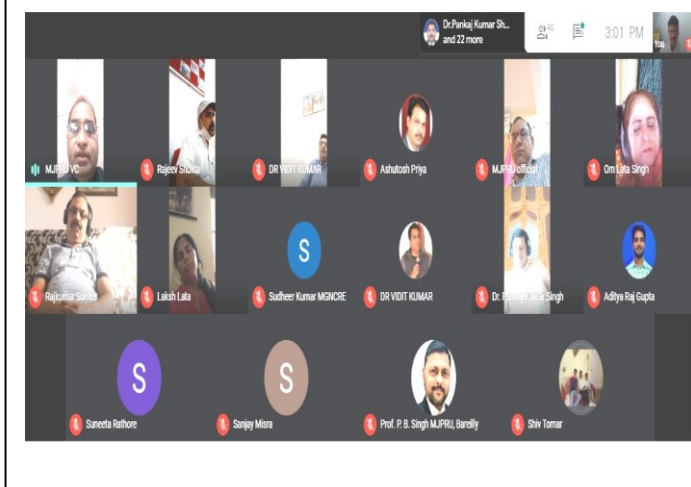 Dr.Pankaj Kumar Sh...
and 22 more
40
3:01 PM
You
MJPRU VC
Rajeev Shukla
DR VIDIT KUMAR
Ashutosh Priya
MJPRU official
Om Lata Singh
Rajkumar Sonker
Laksh Lata
S
Sudheer Kumar MGNCRE
DR VIDIT KUMAR
Dr. Pankaj Kumar Singh
Aditya Raj Gupta
S
Suneeta Rathore
S
Sanjay Misra
Prof. P. B. Singh MJPRU, Bareilly
Shiv Tomar